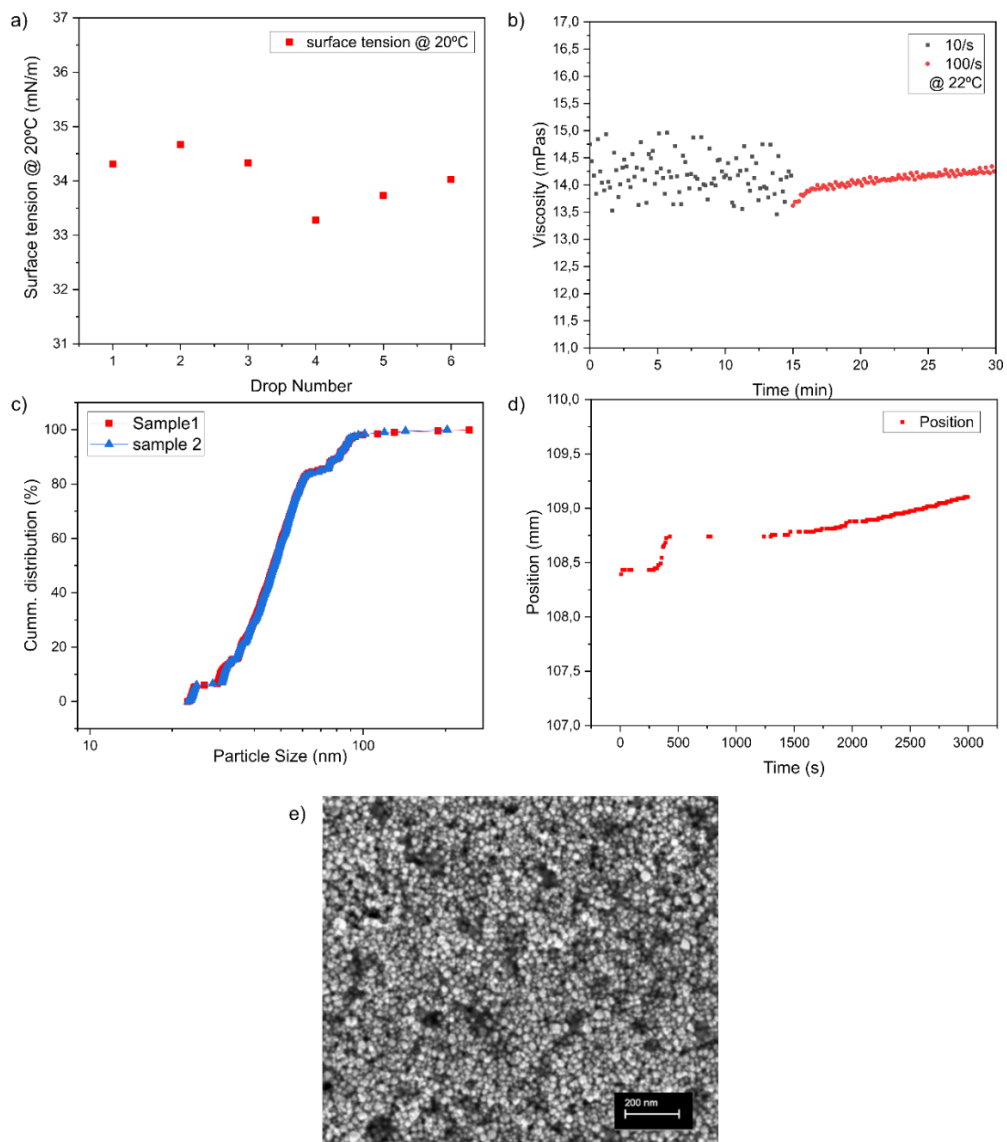 a)
37
36
35
34
33
32
31
Surface tension @ 20ºC (mN/m)
surface tension @ 20ºC
1 2 3 4 5 6
Drop Number
b)
17,0
16,5
16,0
15,5
15,0
14,5
14,0
13,5
13,0
12,5
12,0
11,5
11,0
Viscosity (mPas)
10/s
100/s
@ 22ºC
0 5 10 15 20 25 30
Time (min)
c)
100
80
60
40
20
0
Cumm. distribution (%)
Sample1
sample 2
10 100
Particle Size (nm)
d)
110,0
109,5
109,0
108,5
108,0
107,5
107,0
Position (mm)
Position
0 500 1000 1500 2000 2500 3000
Time (s)
e)
200 nm